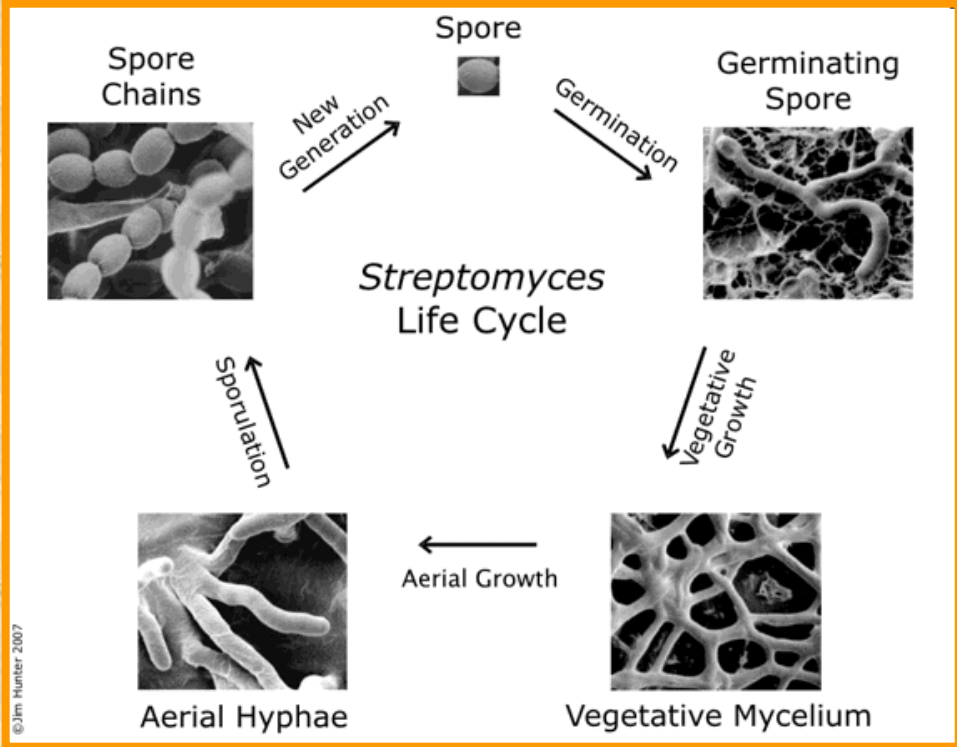 Spore
Spore
Chains
New
Generation
Germination
Germinating
Spore
Streptomyces
Life Cycle
Sporulation
Vegetative
Growth
Aerial Growth
Aerial Hyphae
Vegetative Mycelium
©Jim Hunter 2007